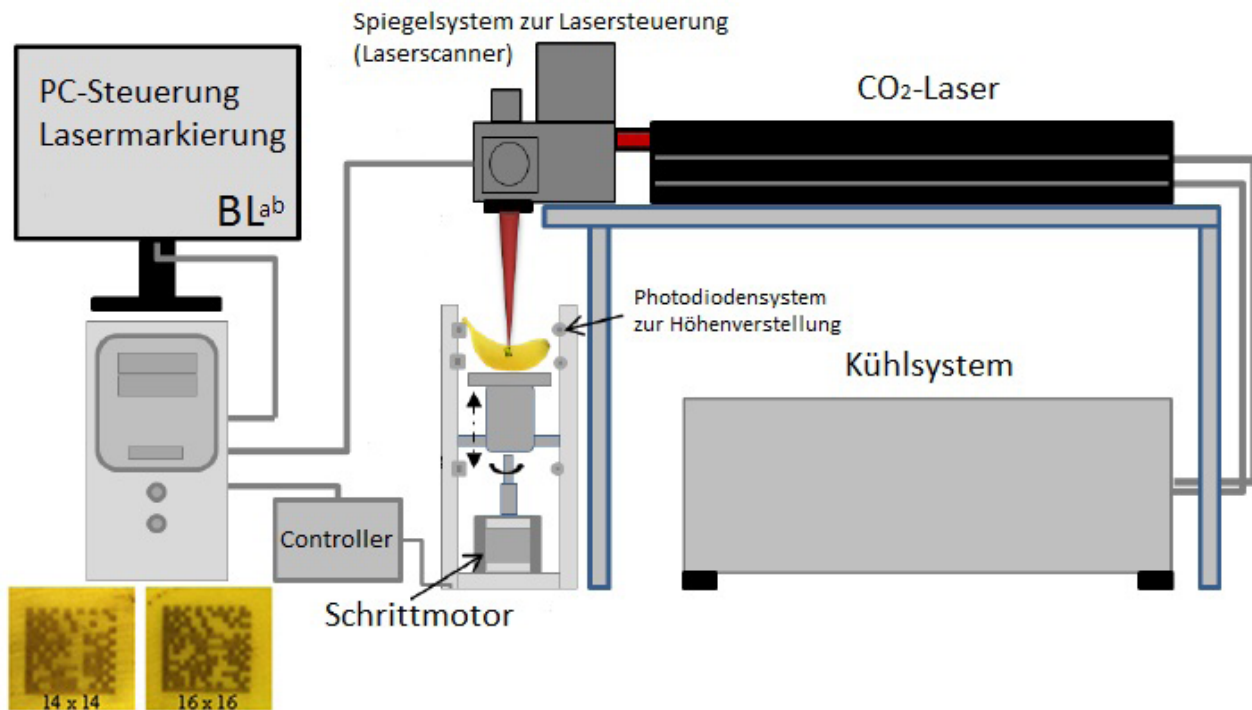 Spiegelsystem zur Lasersteuerung
(Laserscanner)
PC-Steuerung
Lasermarkierung
BLab
CO2-Laser
Photodiodensystem
zur Höhenverstellung
Kühlsystem
Controller
Schrittmotor
14 x 14
16 x 16